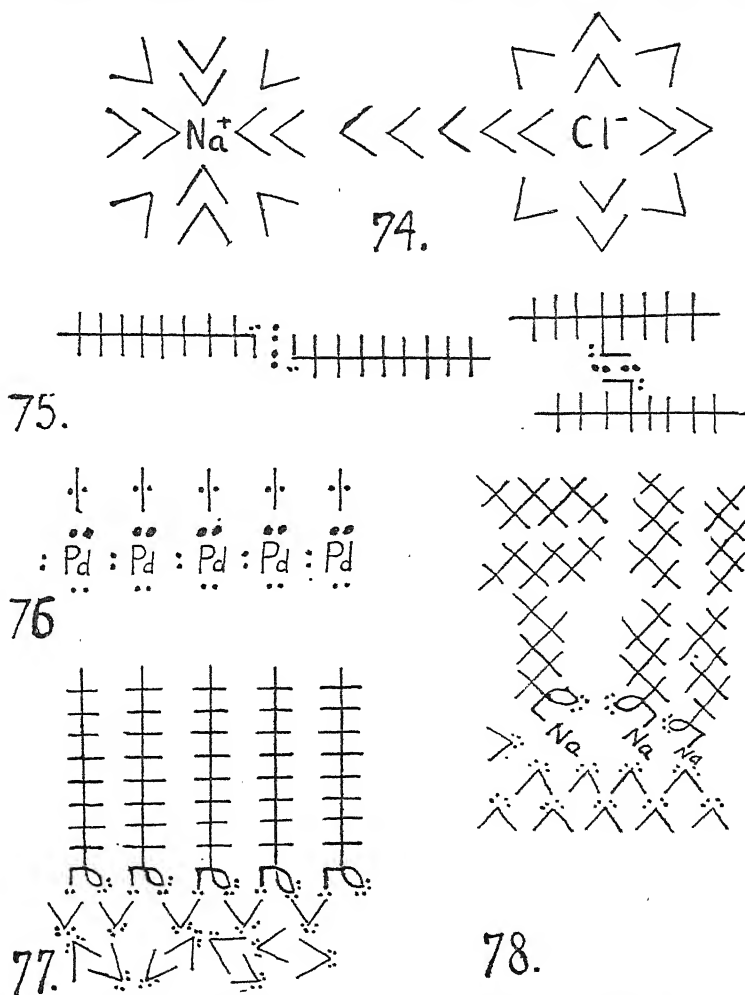 Na⁺ Cl⁻
74.
75.
: Pd : Pd : Pd : Pd : Pd
76
Na Na Na
77. 78.